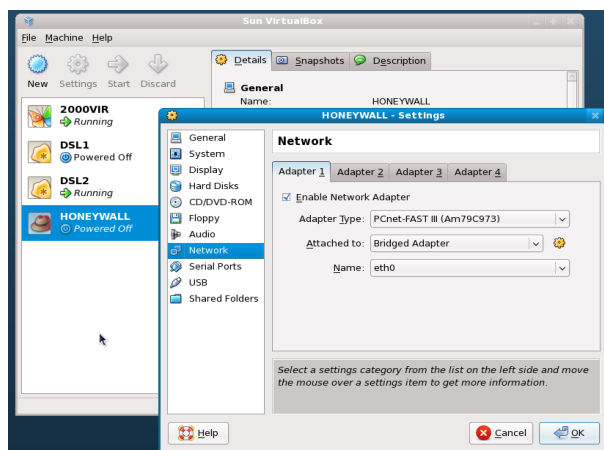 Sun VirtualBox
File Machine Help
New Settings Start Discard
Details Snapshots Description
General
Name: HONEYWALL
2000VIR
Running
DSL1
Powered Off
DSL2
Running
HONEYWALL
Powered Off
HONEYWALL - Settings
General
System
Display
Hard Disks
CD/DVD-ROM
Floppy
Audio
Network
Serial Ports
USB
Shared Folders
Network
Adapter 1 Adapter 2 Adapter 3 Adapter 4
Enable Network Adapter
Adapter Type: PCnet-FAST III (Am79C973)
Attached to: Bridged Adapter
Name: eth0
Select a settings category from the list on the left side and move
the mouse over a settings item to get more information.
Help
Cancel OK